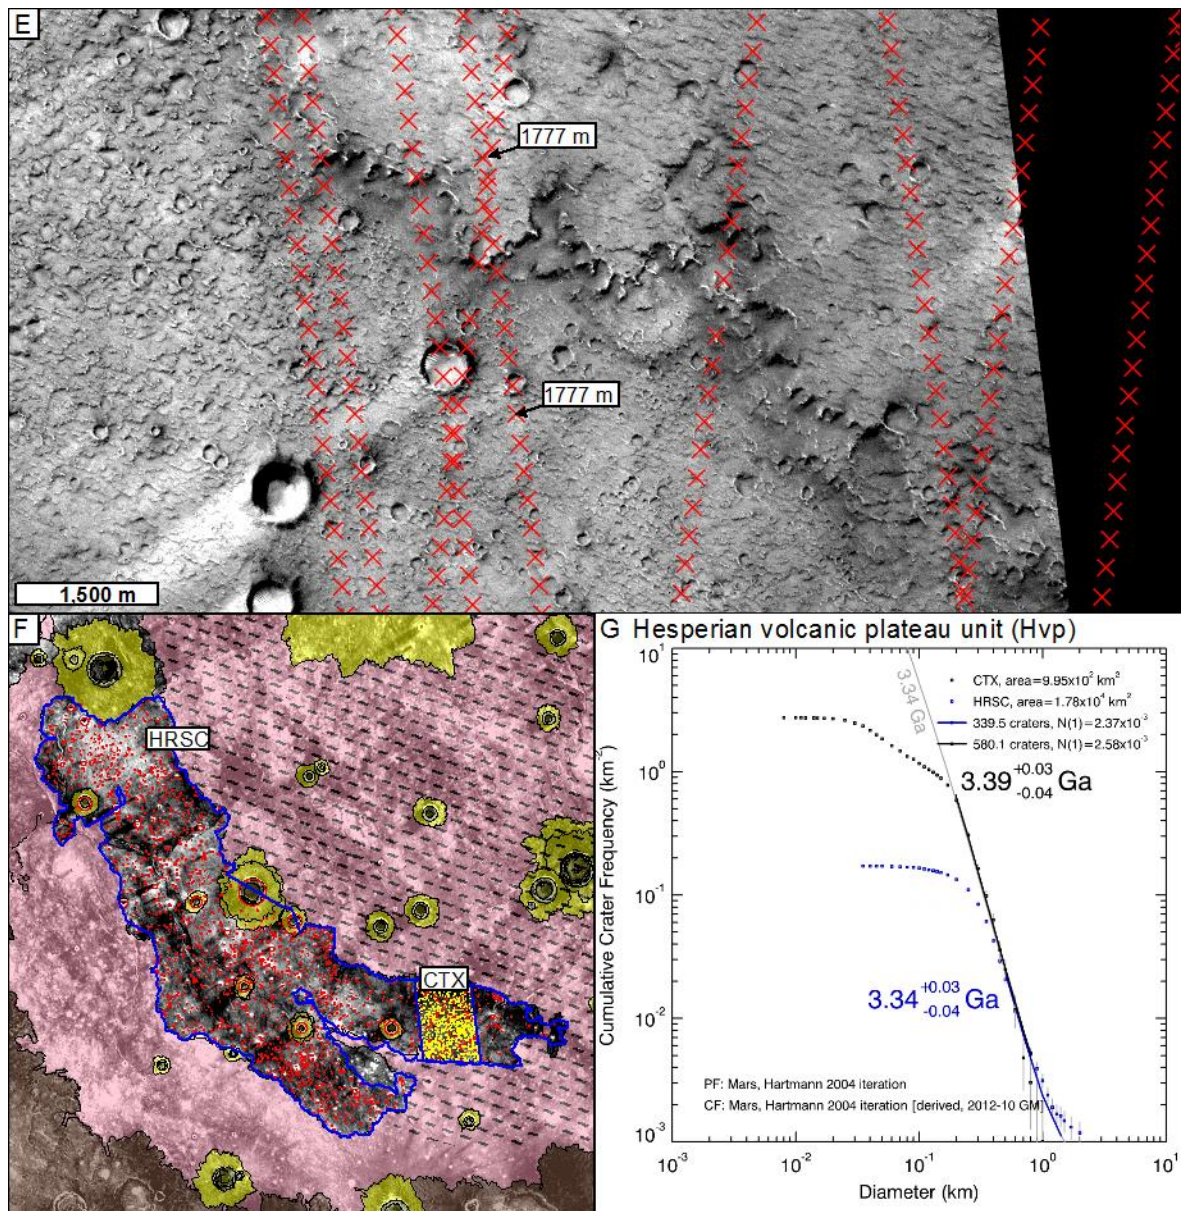 E
1777 m
1777 m
1,500 m
F
HRSC
CTX
G Hesperian volcanic plateau unit (Hvp)
Cumulative Crater Frequency (km⁻²)
10¹
10⁰
10⁻¹
10⁻²
10⁻³
3.34 Ga
CTX, area=9.95x10² km²
HRSC, area=1.78x10⁴ km²
339.5 craters, N(1)=2.37x10⁻³
580.1 craters, N(1)=2.58x10⁻³
3.39 +0.03 -0.04 Ga
3.34 +0.03 -0.04 Ga
PF: Mars, Hartmann 2004 iteration
CF: Mars, Hartmann 2004 iteration [derived, 2012-10 GM]
10⁻³ 10⁻² 10⁻¹ 10⁰ 10¹
Diameter (km)